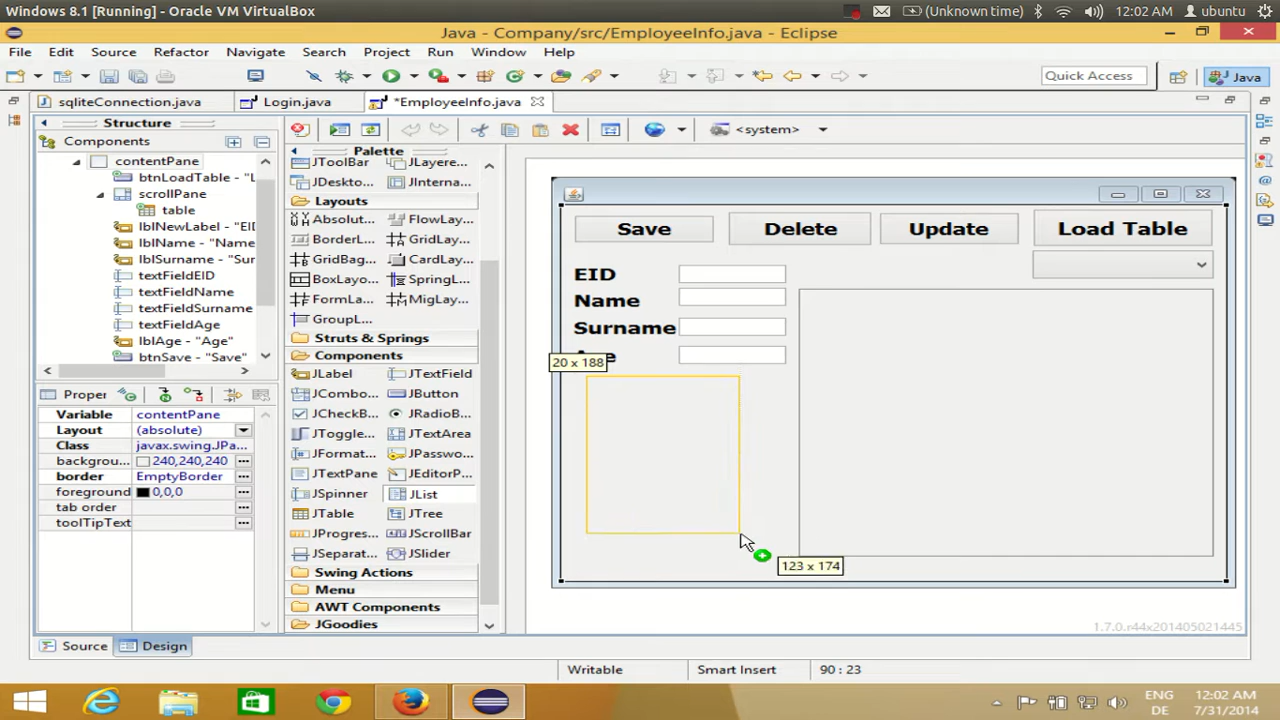 Windows 8.1 [Running] - Oracle VM VirtualBox
(Unknown time) 12:02 AM ubuntu
Java - Company/src/EmployeeInfo.java - Eclipse
File Edit Source Refactor Navigate Search Project Run Window Help
Quick Access Java
sqliteConnection.java Login.java *EmployeeInfo.java
Structure
Components
contentPane
btnLoadTable - "L
scrollPane
table
lblNewLabel - "EID
lblName - "Name
lblSurname - "Sur
textFieldEID
textFieldName
textFieldSurname
textFieldAge
lblAge - "Age"
btnSave - "Save"
Proper
Variable contentPane
Layout (absolute)
Class javax.swing.JPa...
backgrou... 240,240,240
border EmptyBorder
foreground 0,0,0
tab order
toolTipText
<system>
Palette
JToolBar JLayere...
JDeskto... JInterna...
Layouts
Absolut... FlowLay...
BorderL... GridLay...
GridBag... CardLay...
BoxLayo... SpringL...
FormLa... MigLay...
GroupL...
Struts & Springs
Components
JLabel JTextField
JCombo... JButton
JCheckB... JRadioB...
JToggle... JTextArea
JFormat... JPasswo...
JTextPane JEditorP...
JSpinner JList
JTable JTree
JProgres... JScrollBar
JSeparat... JSlider
Swing Actions
Menu
AWT Components
JGoodies
Save Delete Update Load Table
EID
Name
Surname
20 x 188
123 x 174
1.7.0.r44x201405021445
Source Design
Writable Smart Insert 90 : 23
ENG 12:02 AM
DE 7/31/2014